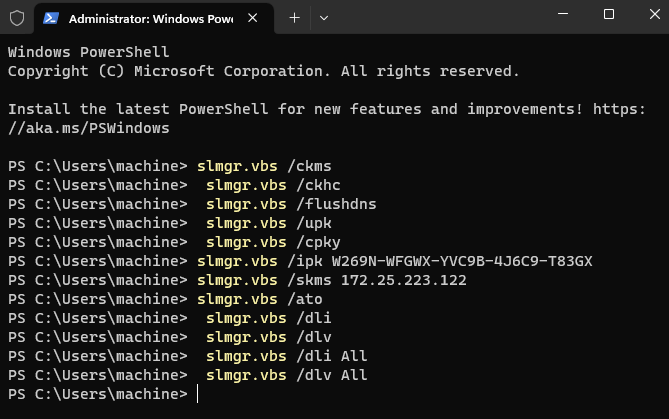 Administrator: Windows Pow
Windows PowerShell
Copyright (C) Microsoft Corporation. All rights reserved.
Install the latest PowerShell for new features and improvements! https:
//aka.ms/PSWindows
PS C:\Users\machine> slmgr.vbs /ckms
PS C:\Users\machine>  slmgr.vbs /ckhc
PS C:\Users\machine>  slmgr.vbs /flushdns
PS C:\Users\machine>  slmgr.vbs /upk
PS C:\Users\machine>  slmgr.vbs /cpky
PS C:\Users\machine> slmgr.vbs /ipk W269N-WFGWX-YVC9B-4J6C9-T83GX
PS C:\Users\machine> slmgr.vbs /skms 172.25.223.122
PS C:\Users\machine> slmgr.vbs /ato
PS C:\Users\machine>  slmgr.vbs /dli
PS C:\Users\machine>  slmgr.vbs /dlv
PS C:\Users\machine>  slmgr.vbs /dli All
PS C:\Users\machine>  slmgr.vbs /dlv All
PS C:\Users\machine>